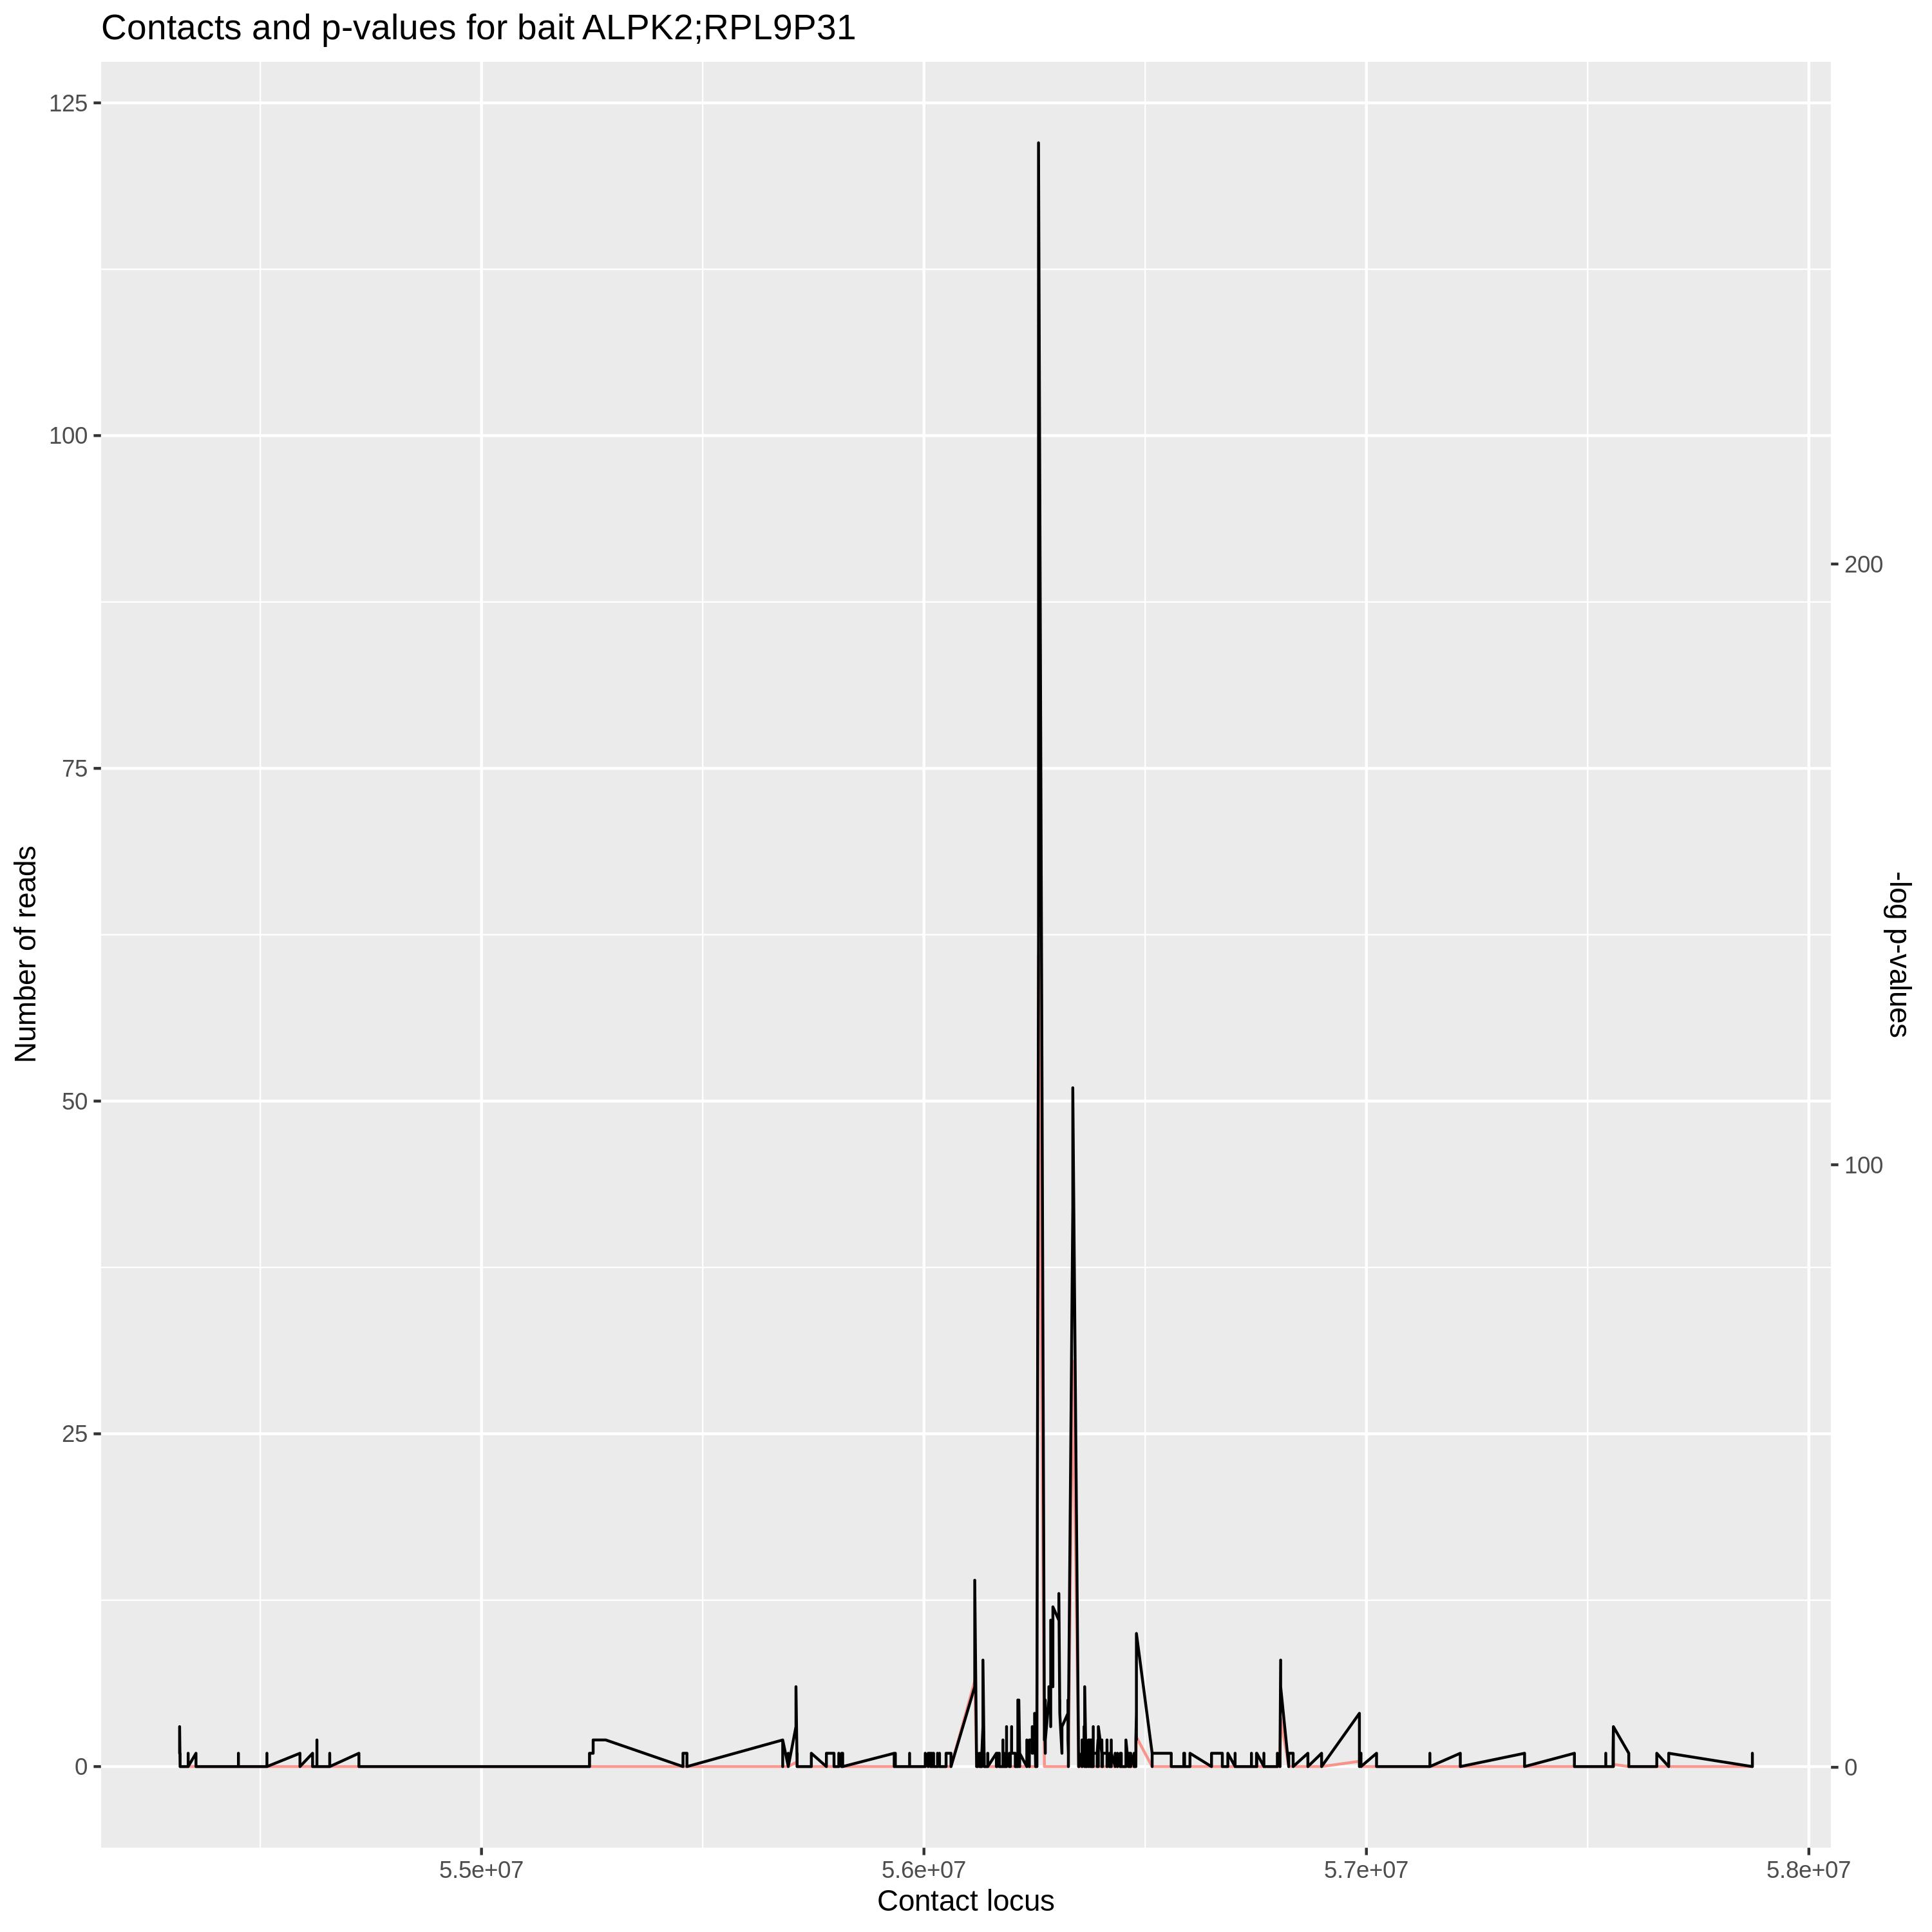 Contacts and p-values for bait ALPK2;RPL9P31
125
100
75
50
25
0
Number of reads
200
100
0
-log p-values
5.5e+07
5.6e+07
5.7e+07
5.8e+07
Contact locus